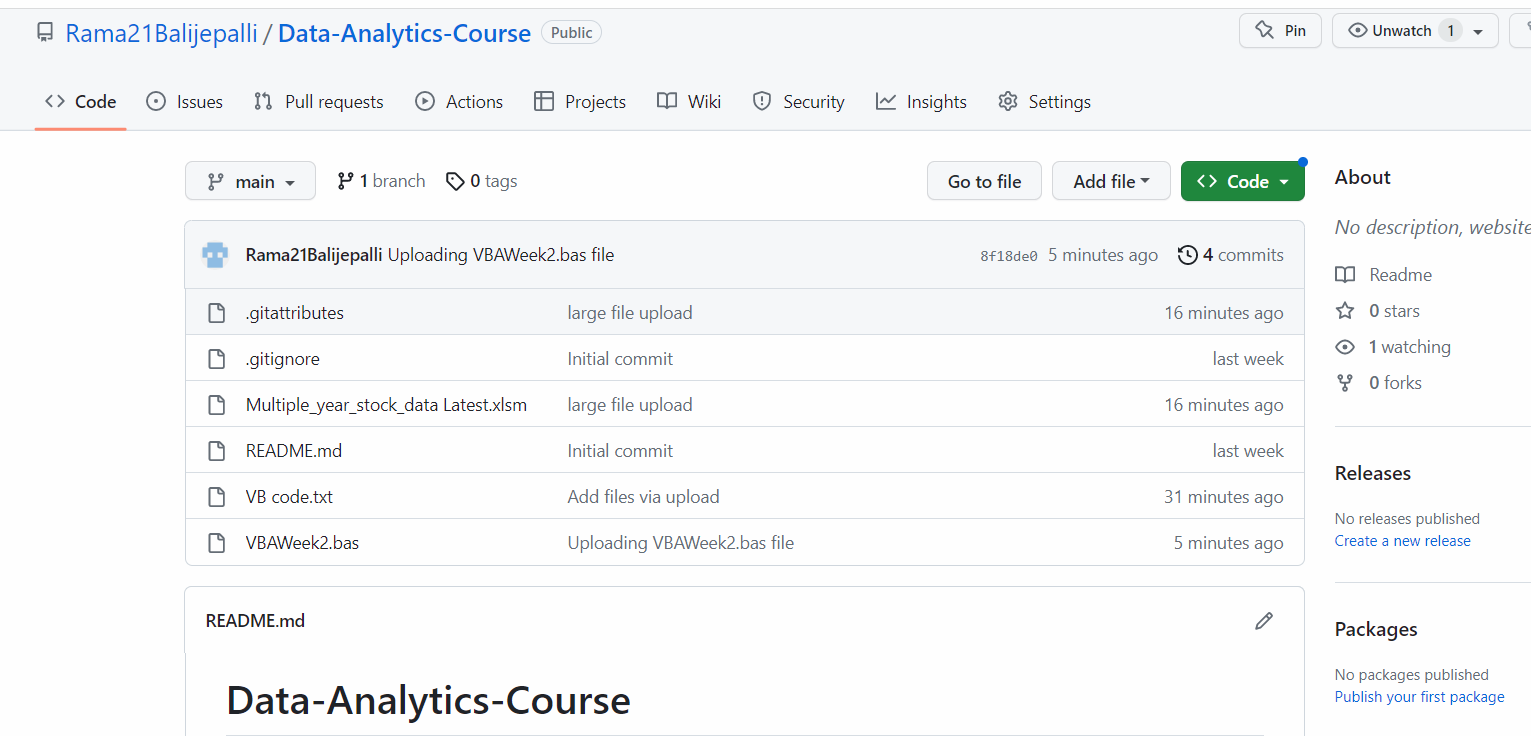 Rama21Balijepalli / Data-Analytics-Course Public Pin Unwatch 1
Code Issues Pull requests Actions Projects Wiki Security Insights Settings
main 1 branch 0 tags Go to file Add file Code
Rama21Balijepalli Uploading VBAWeek2.bas file 8f18de0 5 minutes ago 4 commits
.gitattributes large file upload 16 minutes ago
.gitignore Initial commit last week
Multiple_year_stock_data Latest.xlsm large file upload 16 minutes ago
README.md Initial commit last week
VB code.txt Add files via upload 31 minutes ago
VBAWeek2.bas Uploading VBAWeek2.bas file 5 minutes ago
README.md
Data-Analytics-Course
About
No description, website
Readme
0 stars
1 watching
0 forks
Releases
No releases published
Create a new release
Packages
No packages published
Publish your first package